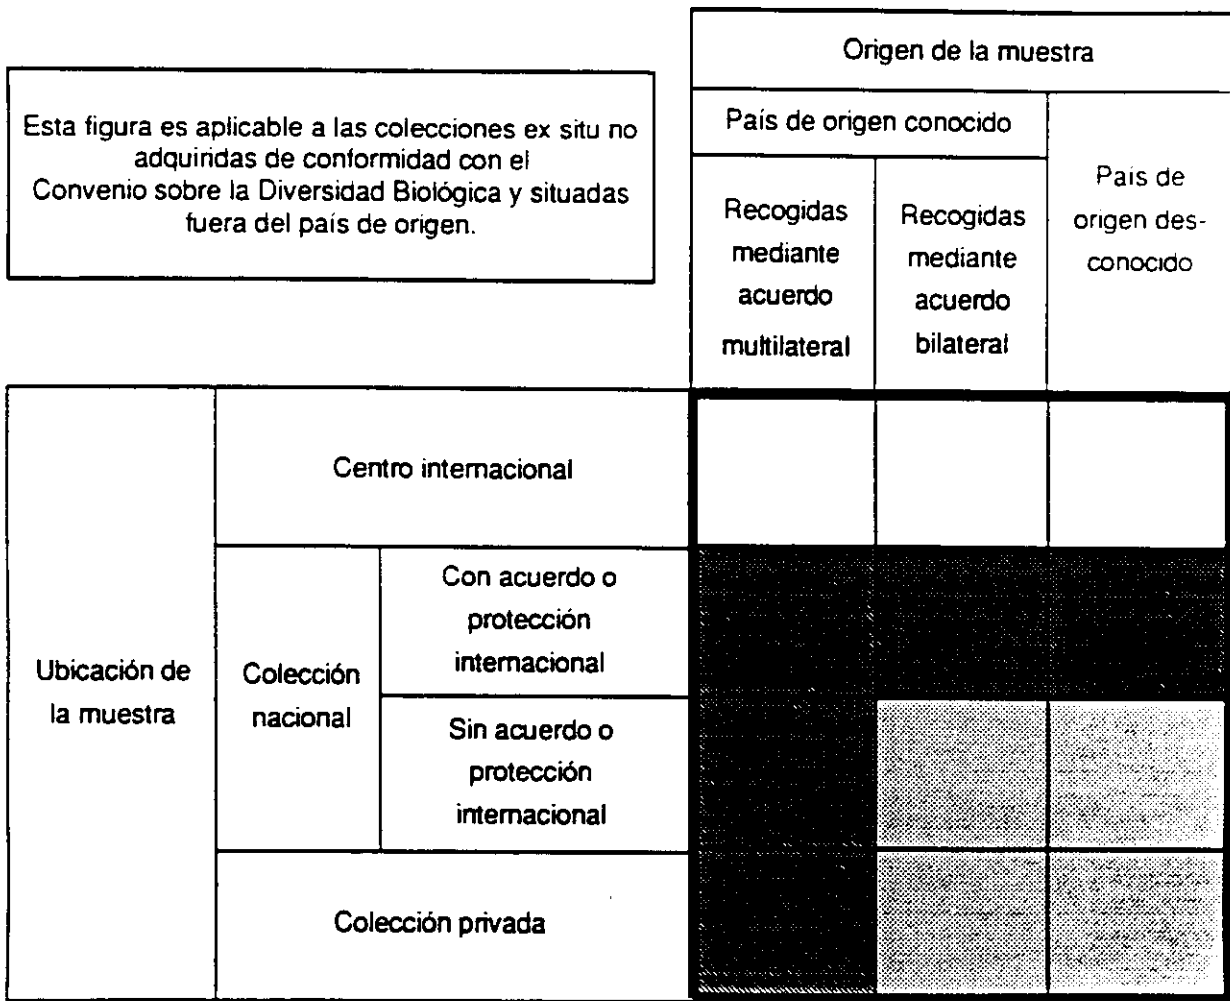 Origen de la muestra
Esta figura es aplicable a las colecciones ex situ no
adquiridas de conformidad con el
Convenio sobre la Diversidad Biológica y situadas
fuera del país de origen.
País de origen conocido
País de
origen des-
conocido
Recogidas
mediante
acuerdo
multilateral
Recogidas
mediante
acuerdo
bilateral
Ubicación de
la muestra
Centro internacional
Colección
nacional
Con acuerdo o
protección
internacional
Sin acuerdo o
protección
internacional
Colección privada